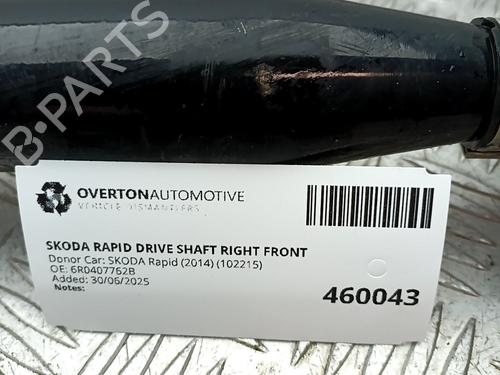 B-PARTS
OVERTONAUTOMOTIVE
VEHICLE DISMANTLERS
SKODA RAPID DRIVE SHAFT RIGHT FRONT
Donor Car: SKODA Rapid (2014) (102215)
OE: 6R0407762B
Added: 30/06/2025
Notes:
460043